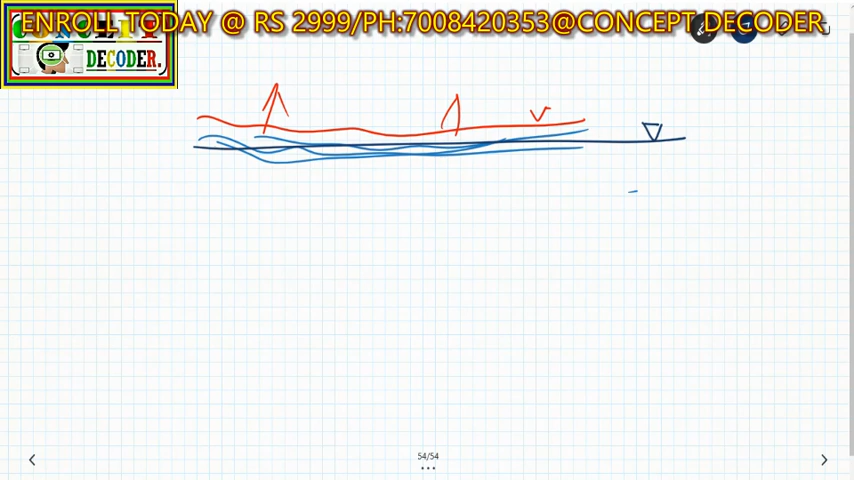 ENROLL TODAY @ RS 2999/PH:7008420353@CONCEPT DECODER.
DECODER.
v
54/54